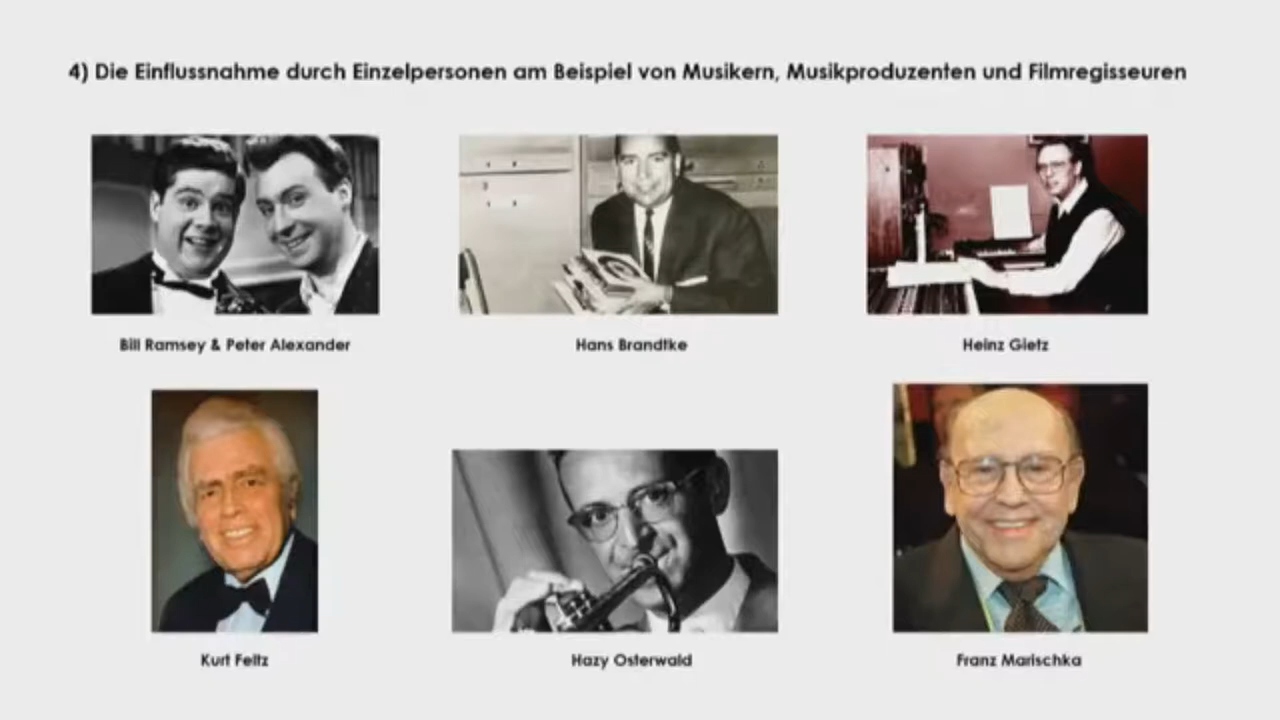 4) Die Einflussnahme durch Einzelpersonen am Beispiel von Musikern, Musikproduzenten und Filmregisseuren
Bill Ramsey & Peter Alexander
Hans Brandtke
Heinz Gietz
Kurt Feltz
Hazy Osterwald
Franz Marischka